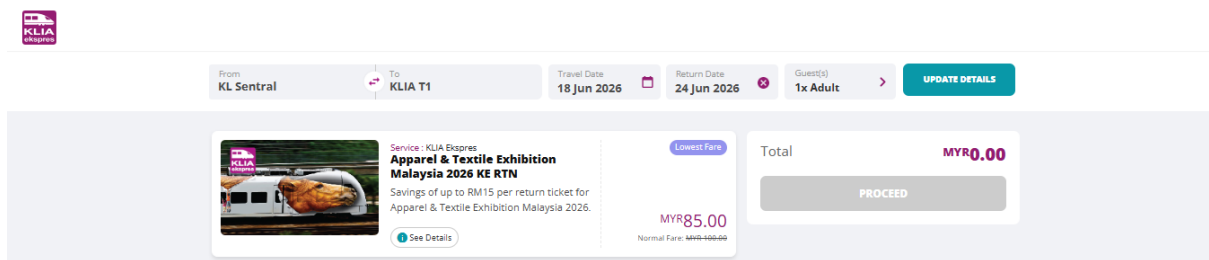 KLIA
ekspres
From
KL Sentral
To
KLIA T1
Travel Date
18 Jun 2026
Return Date
24 Jun 2026
Guest(s)
1x Adult
UPDATE DETAILS
KLIA
ekspres
Service : KLIA Ekspres
Apparel & Textile Exhibition
Malaysia 2026 KE RTN
Savings of up to RM15 per return ticket for
Apparel & Textile Exhibition Malaysia 2026.
See Details
Lowest Fare
MYR85.00
Normal Fare: MYR 100.00
Total
MYR0.00
PROCEED